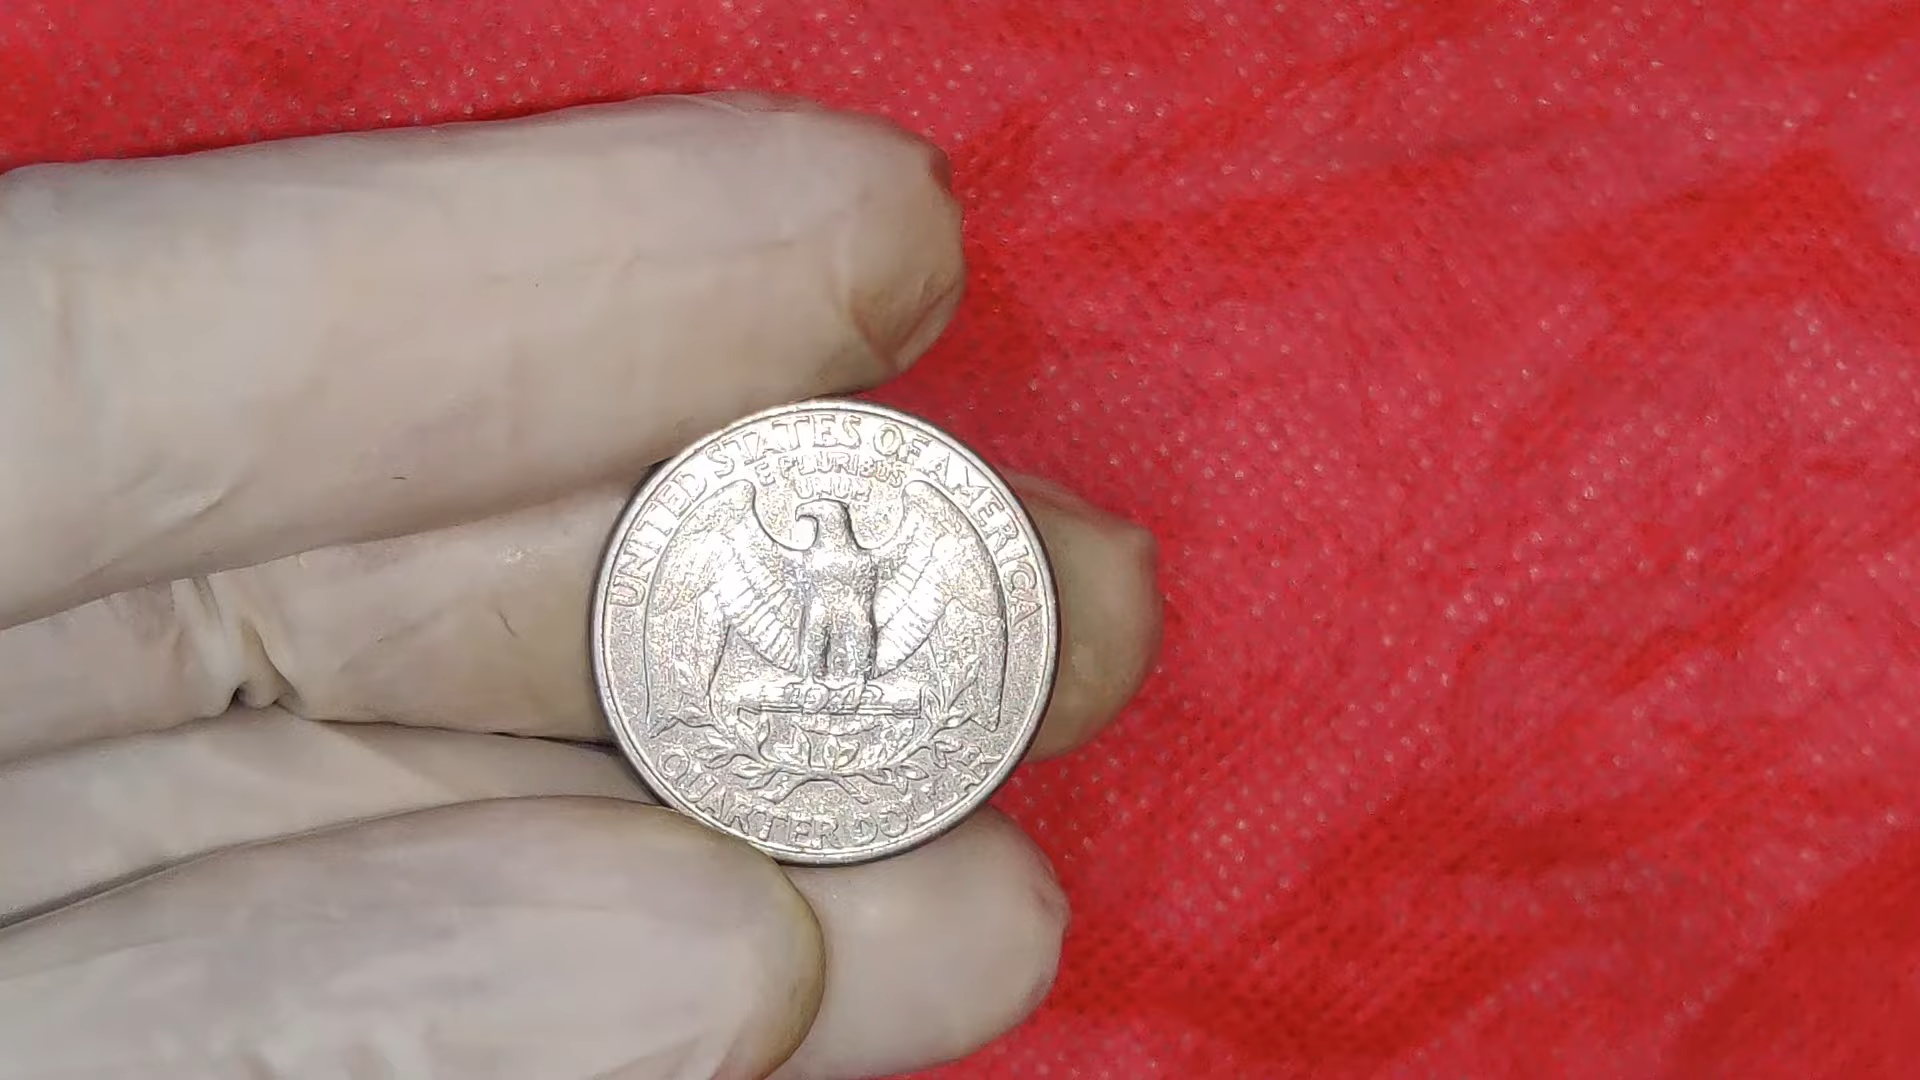 UNITED STATES OF AMERICA
E PLURIBUS
UNUM
QUARTER DOLLAR